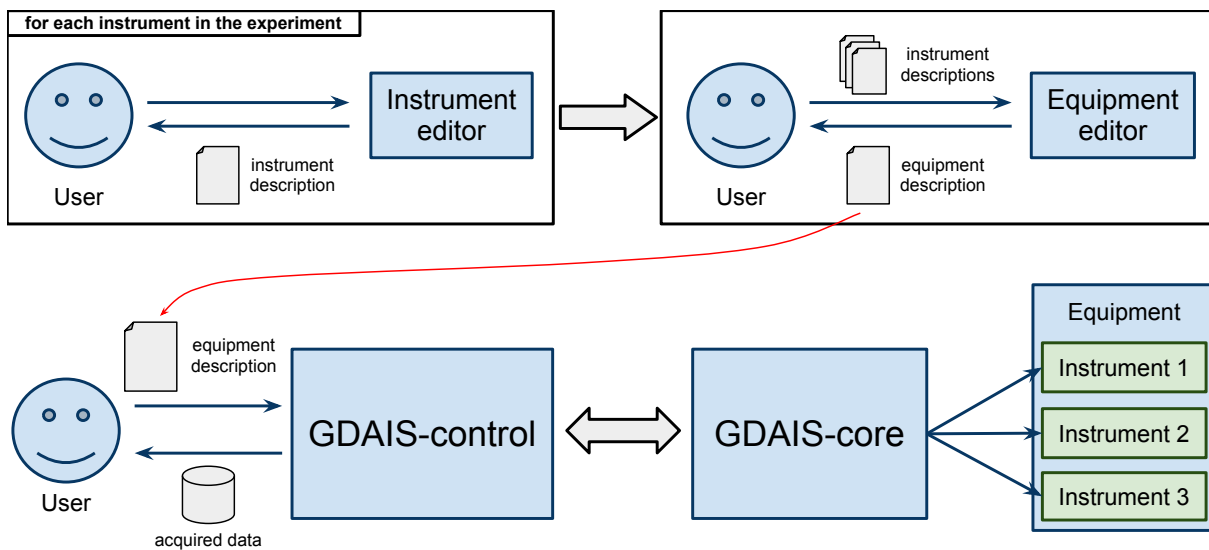 for each instrument in the experiment
User
Instrument
editor
instrument
description
User
instrument
descriptions
Equipment
editor
equipment
description
User
equipment
description
acquired data
GDAIS-control
GDAIS-core
Equipment
Instrument 1
Instrument 2
Instrument 3